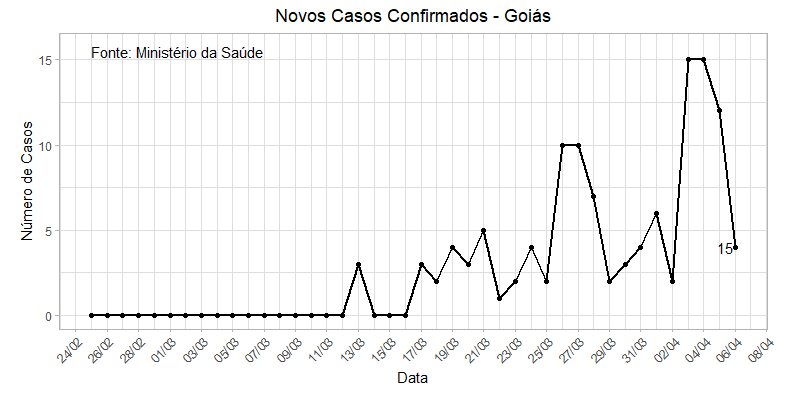 Novos Casos Confirmados - Goiás
Fonte: Ministério da Saúde
Número de Casos
15
10
5
0
15
24/02 26/02 28/02 01/03 03/03 05/03 07/03 09/03 11/03 13/03 15/03 17/03 19/03 21/03 23/03 25/03 27/03 29/03 31/03 02/04 04/04 06/04 08/04
Data